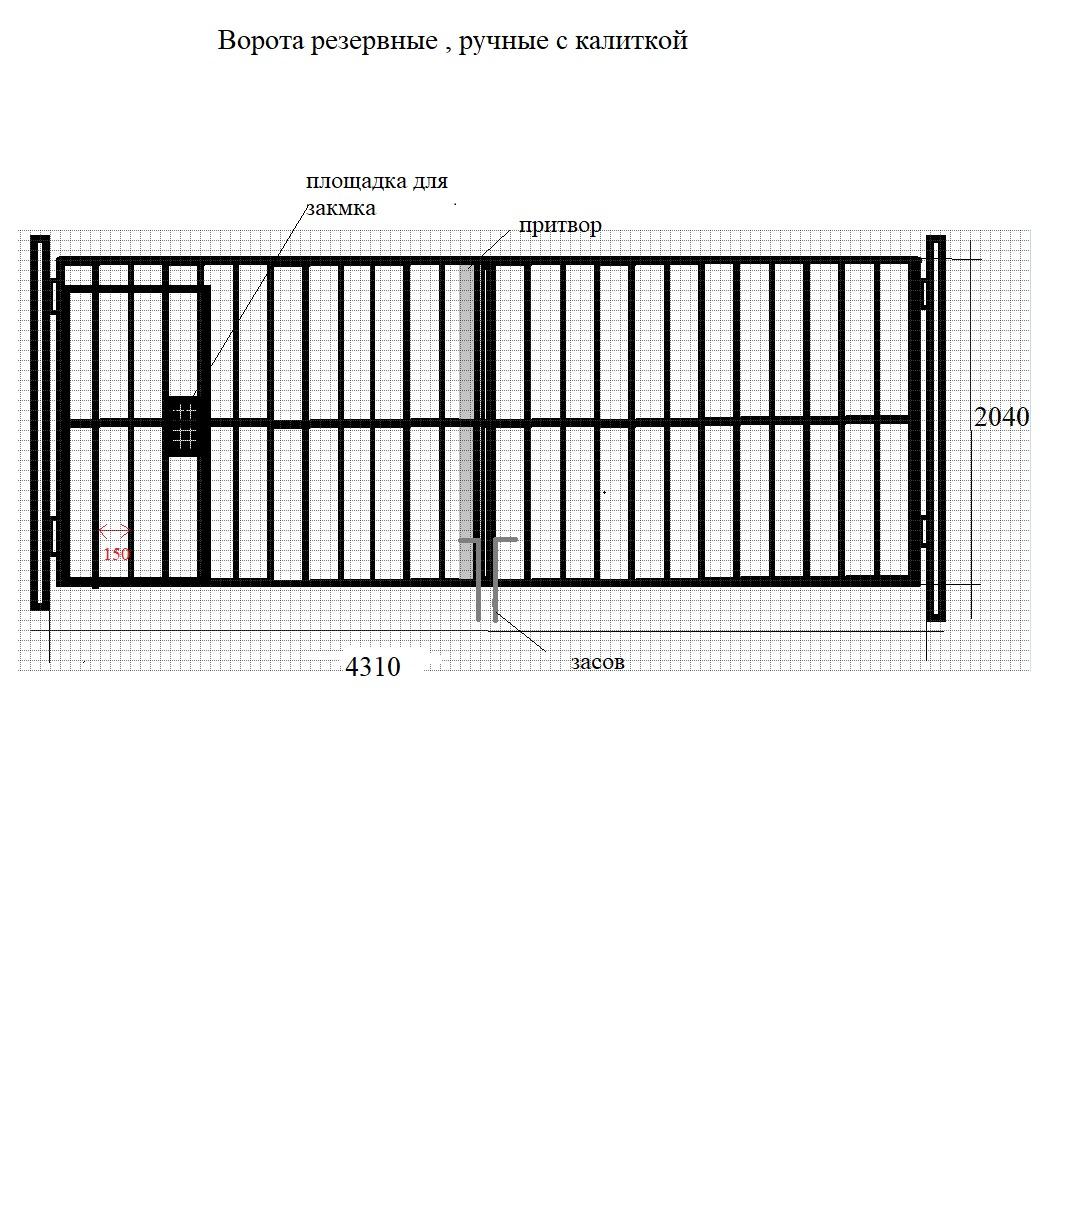 Ворота резервные , ручные с калиткой
площадка для
закмка
притвор
2040
150
4310
засов